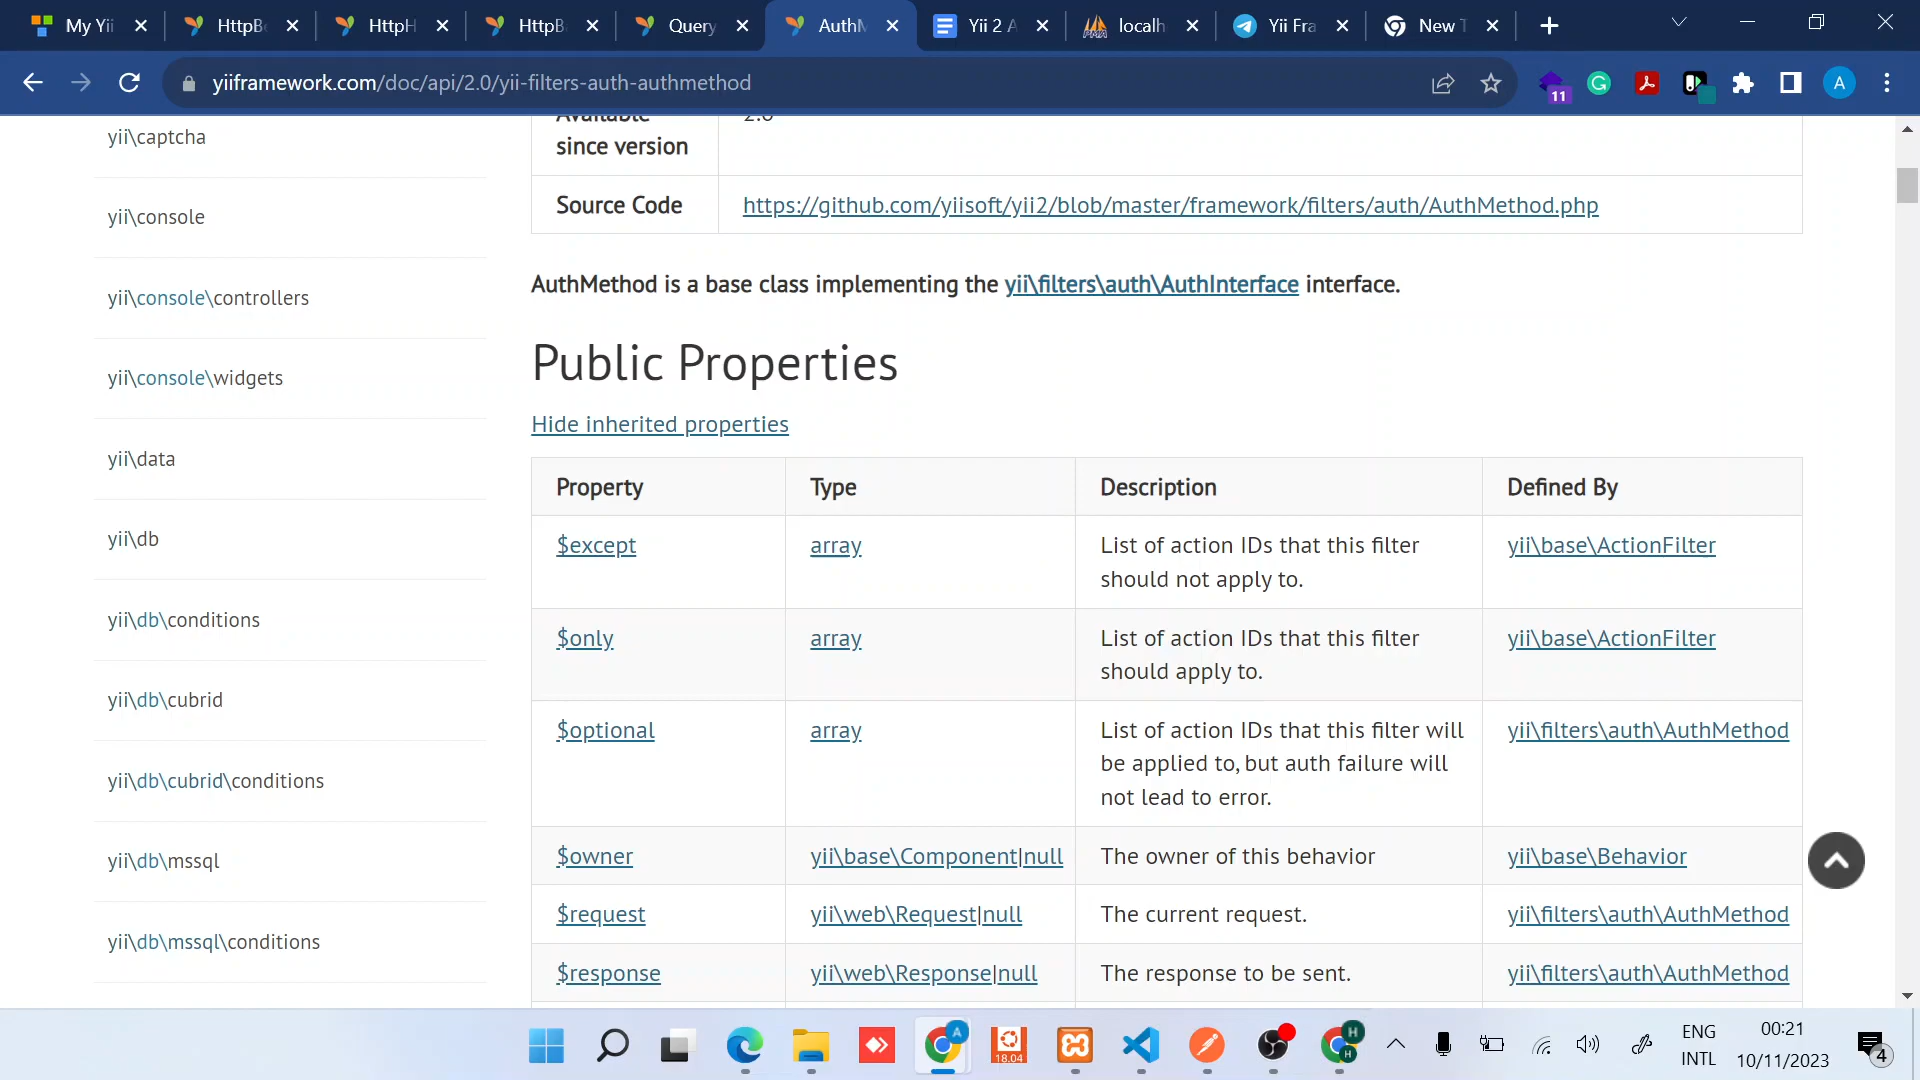 My Yii
HttpB
HttpH
HttpB
Query
AuthM
Yii 2 A
localh
Yii Fra
New T
yiiframework.com/doc/api/2.0/yii-filters-auth-authmethod
11
A
yii\captcha
yii\console
yii\console\controllers
yii\console\widgets
yii\data
yii\db
yii\db\conditions
yii\db\cubrid
yii\db\cubrid\conditions
yii\db\mssql
yii\db\mssql\conditions
Available
since version
2.0
Source Code
https://github.com/yiisoft/yii2/blob/master/framework/filters/auth/AuthMethod.php
AuthMethod is a base class implementing the yii\filters\auth\AuthInterface interface.
Public Properties
Hide inherited properties
Property Type Description Defined By
$except array List of action IDs that this filter yii\base\ActionFilter
should not apply to.
$only array List of action IDs that this filter yii\base\ActionFilter
should apply to.
$optional array List of action IDs that this filter will yii\filters\auth\AuthMethod
be applied to, but auth failure will
not lead to error.
$owner yii\base\Component|null The owner of this behavior yii\base\Behavior
$request yii\web\Request|null The current request. yii\filters\auth\AuthMethod
$response yii\web\Response|null The response to be sent. yii\filters\auth\AuthMethod
A
18.04
H
H
ENG
INTL
00:21
10/11/2023
4